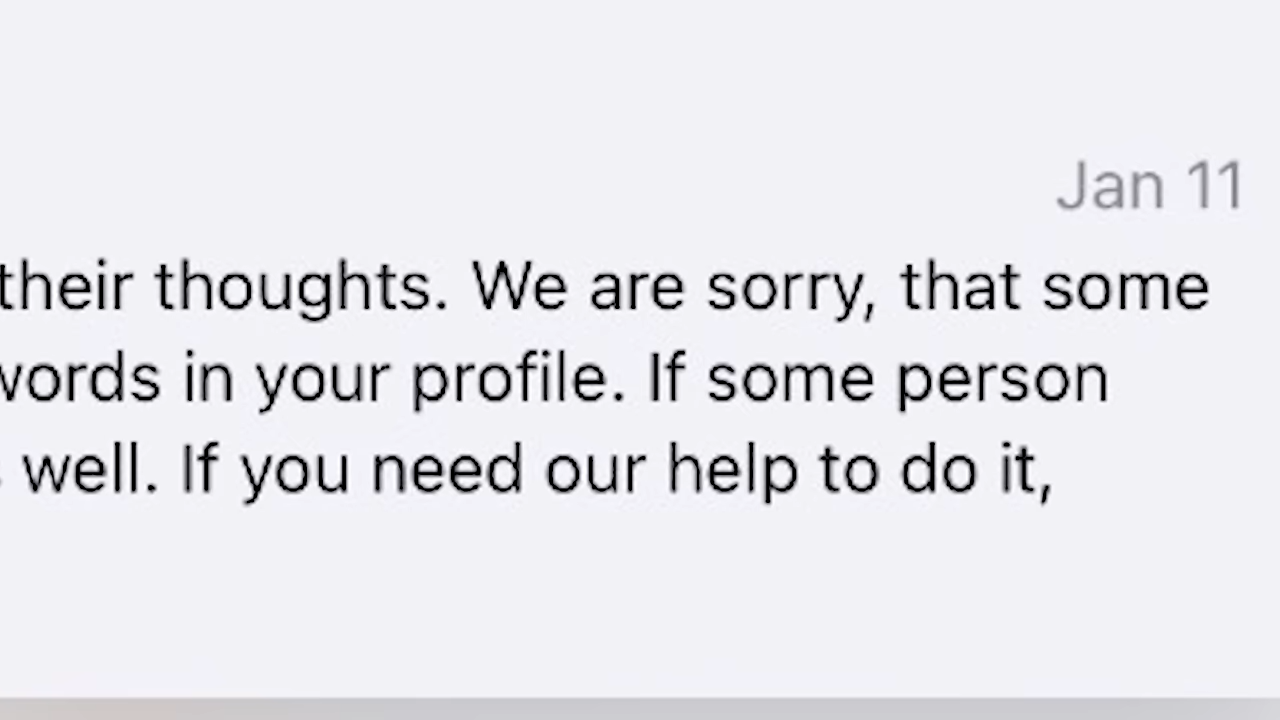 Jan 11
their thoughts. We are sorry, that some
words in your profile. If some person
well. If you need our help to do it,